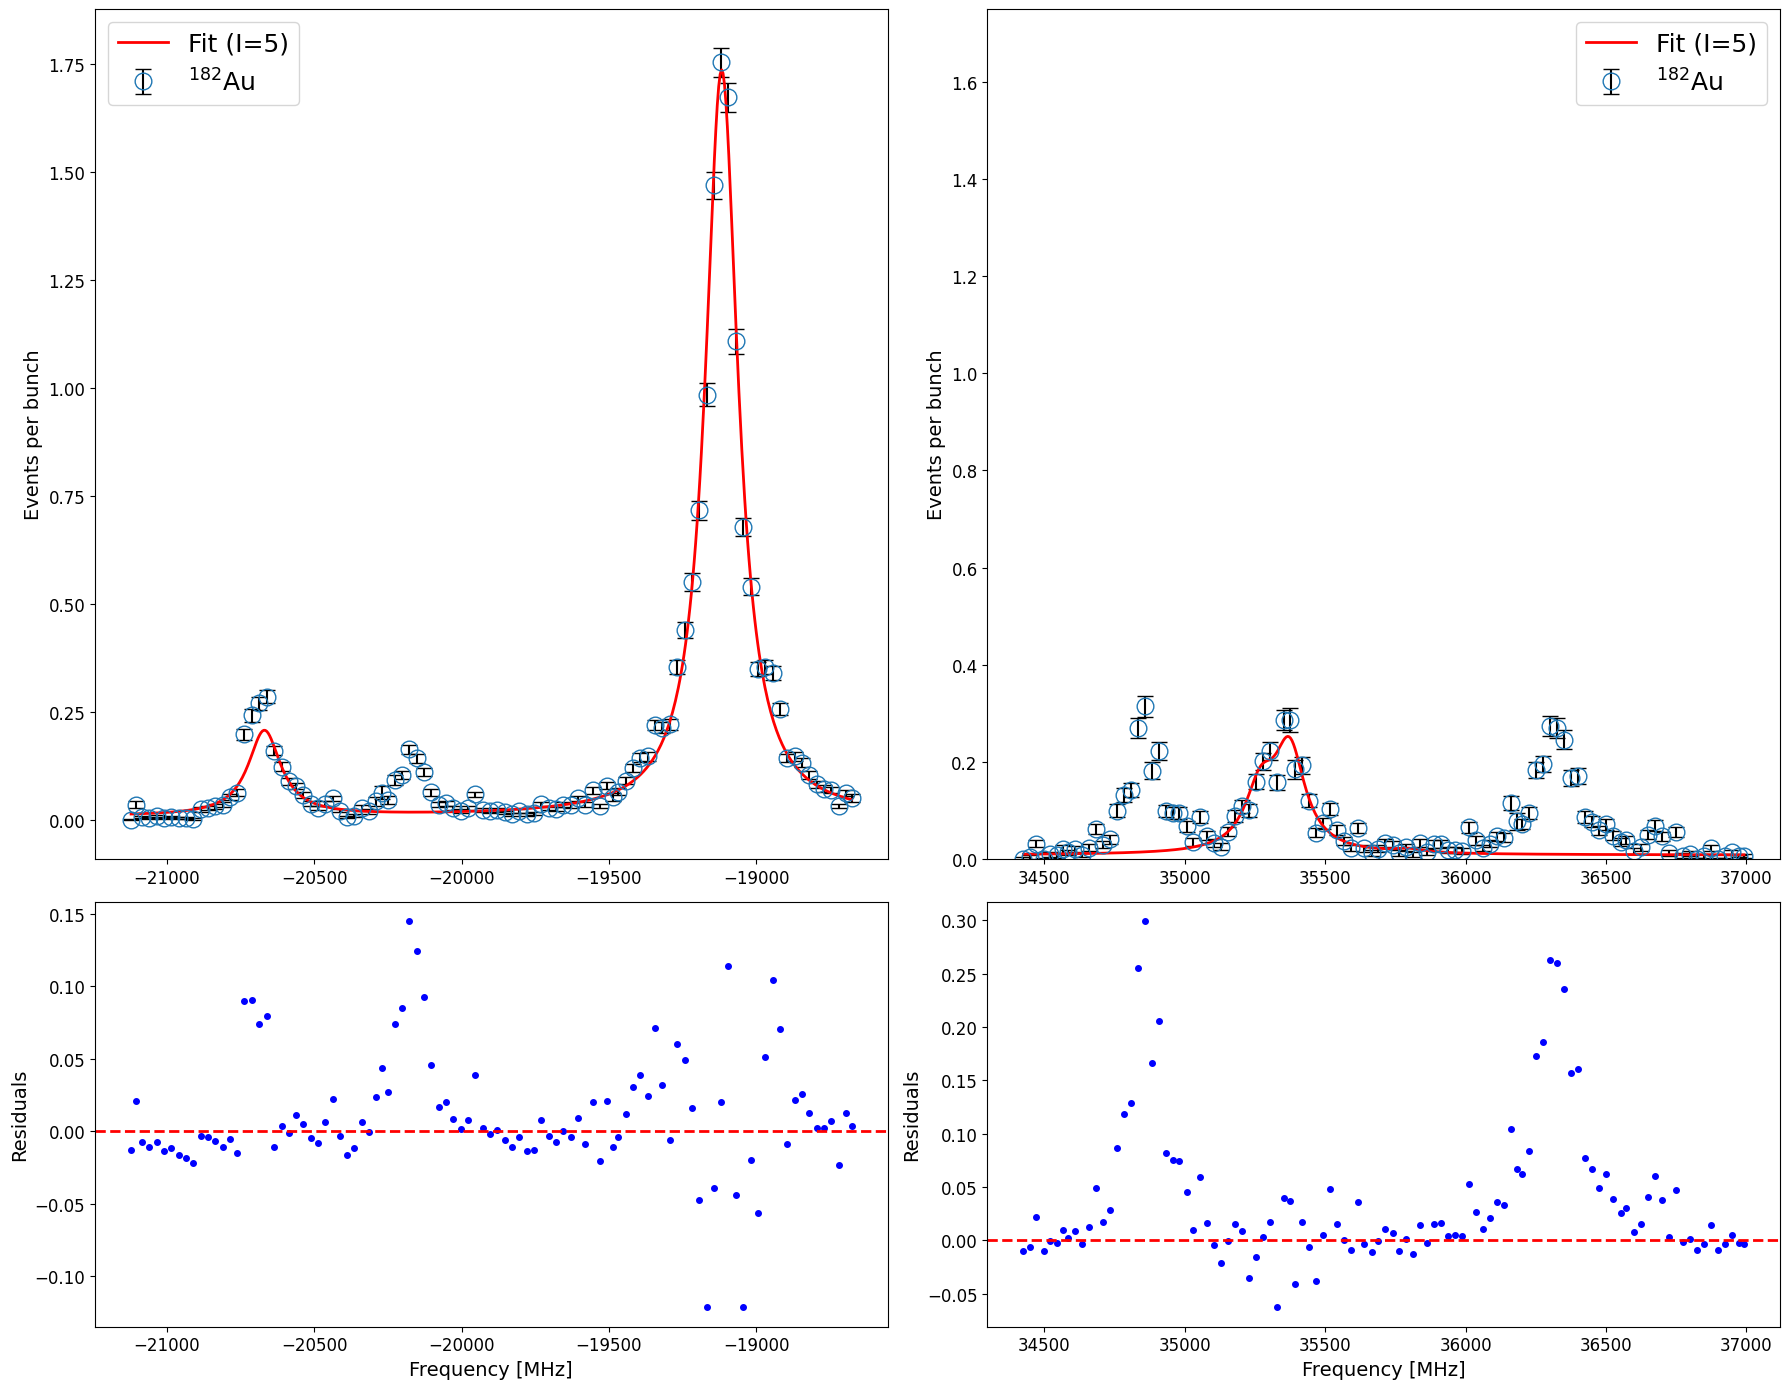 Fit (I=5)
¹⁸²Au
Events per bunch
1.75
1.50
1.25
1.00
0.75
0.50
0.25
0.00
−21000 −20500 −20000 −19500 −19000
Fit (I=5)
¹⁸²Au
Events per bunch
1.6
1.4
1.2
1.0
0.8
0.6
0.4
0.2
0.0
34500 35000 35500 36000 36500 37000
Residuals
0.15
0.10
0.05
0.00
−0.05
−0.10
−21000 −20500 −20000 −19500 −19000
Frequency [MHz]
Residuals
0.30
0.25
0.20
0.15
0.10
0.05
0.00
−0.05
34500 35000 35500 36000 36500 37000
Frequency [MHz]